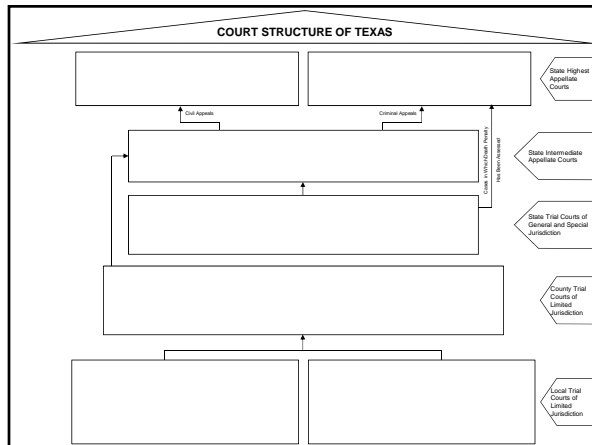 COURT STRUCTURE OF TEXAS
State Highest
Appellate
Courts
Civil Appeals
Criminal Appeals
Cases in WhichDeath Penalty
Has Been Assessed
State Intermediate
Appellate Courts
State Trial Courts of
General and Special
Jurisdiction
County Trial
Courts of
Limited
Jurisdiction
Local Trial
Courts of
Limited
Jurisdiction